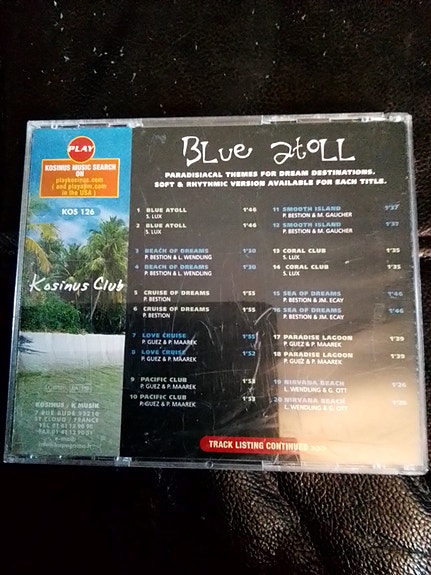 PLAY
KOSINUS MUSIC SEARCH
ON
playkosinus.com
( and playabm.com
in the USA )
KOS 126
Kosinus Club
KOSINUS / K MUSIK
7 RUE AUDE 92210
ST CLOUD / FRANCE
e-mail:
BLue atoLL
PARADISIACAL THEMES FOR DREAM DESTINATIONS.
SOFT & RHYTHMIC VERSION AVAILABLE FOR EACH TITLE.
1 BLUE ATOLL 1'46
S. LUX
2 BLUE ATOLL 1'46
S. LUX
3 BEACH OF DREAMS 1'30
P. BESTION & L. WENDLING
4 BEACH OF DREAMS 1'30
P. BESTION & L. WENDLING
5 CRUISE OF DREAMS 1'55
P. BESTION
6 CRUISE OF DREAMS 1'55
P. BESTION
7 LOVE CRUISE 1'55
P. GUEZ & P. MAAREK
8 LOVE CRUISE 1'52
P. GUEZ & P. MAAREK
9 PACIFIC CLUB 1'53
P. GUEZ & P. MAAREK
10 PACIFIC CLUB 1'53
P. GUEZ & P. MAAREK
11 SMOOTH ISLAND 1'37
P. BESTION & M. GAUCHER
12 SMOOTH ISLAND 1'37
P. BESTION & M. GAUCHER
13 CORAL CLUB 1'35
S. LUX
14 CORAL CLUB 1'35
S. LUX
15 SEA OF DREAMS 1'46
P. BESTION & JM. ECAY
16 SEA OF DREAMS 1'46
P. BESTION & JM. ECAY
17 PARADISE LAGOON 1'39
P. GUEZ & P. MAAREK
18 PARADISE LAGOON 1'39
P. GUEZ & P. MAAREK
19 NIRVANA BEACH
L. WENDLING & G. OTT
20 NIRVANA BEACH
L. WENDLING & G. OTT
TRACK LISTING CONTINUES